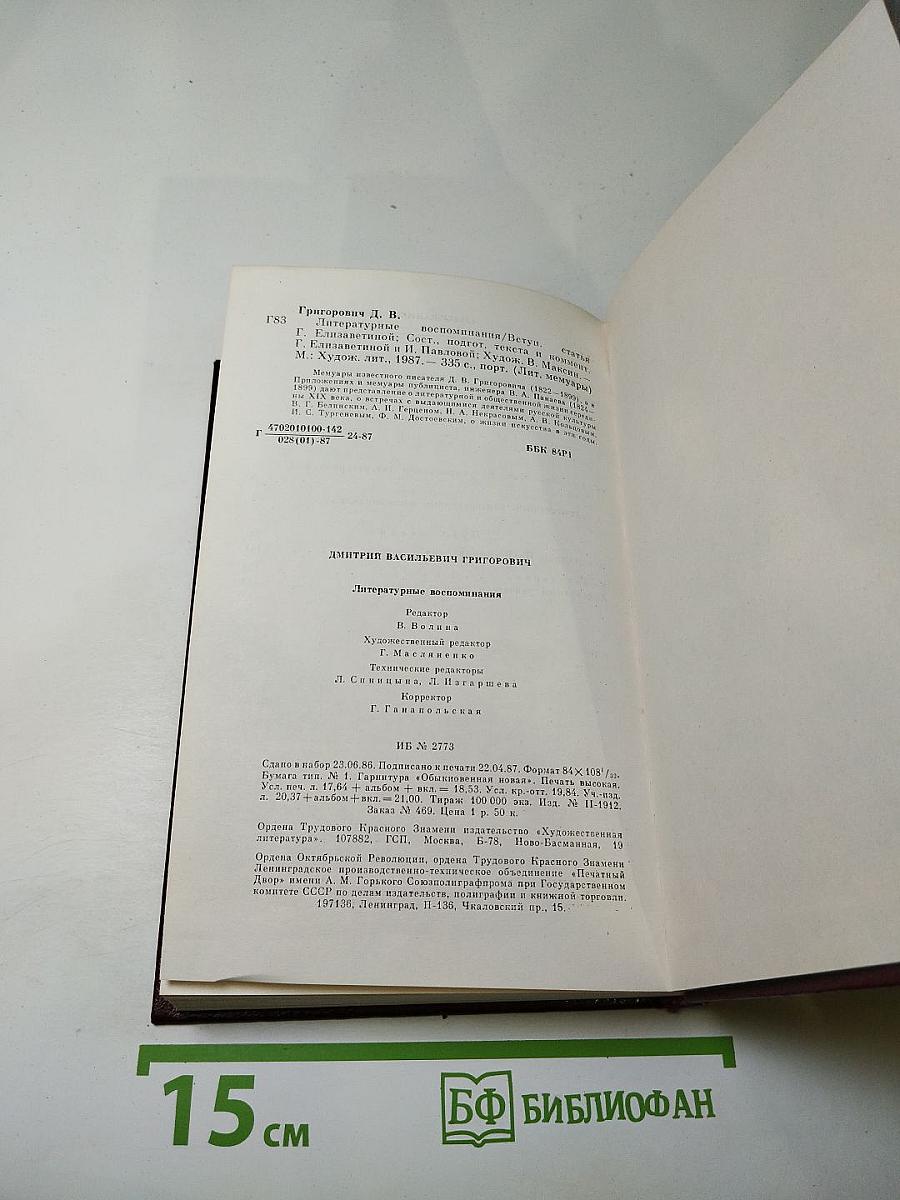 Григорович Д. В.
Г83 Литературные воспоминания/Вступ. статья
Г. Елизаветиной; Сост., подгот. текста и коммент.
Г. Елизаветиной и И. Павловой; Худож. В. Максин.—
М.: Худож. лит., 1987.— 335 с., порт. (Лит. мемуары)
Мемуары известного писателя Д. В. Григоровича (1822—1899), а в
Приложениях и мемуары публициста, инженера В. А. Панаева (1824—
1899) дают представление о литературной и общественной жизни середи-
ны XIX века, о встречах с выдающимися деятелями русской культуры
В. Г. Белинским, А. И. Герценом, Н. А. Некрасовым, А. В. Кольцовым,
И. С. Тургеневым, Ф. М. Достоевским, о жизни искусства в эти годы.
Г 4702010100-142 / 028(01)-87 24-87
ББК 84Р1
ДМИТРИЙ ВАСИЛЬЕВИЧ ГРИГОРОВИЧ
Литературные воспоминания
Редактор
В. Волина
Художественный редактор
Г. Масляненко
Технические редакторы
Л. Синицына, Л. Изгаршева
Корректор
Г. Ганапольская
ИБ № 2773
Сдано в набор 23.06.86. Подписано к печати 22.04.87. Формат 84×108¹/₃₂.
Бумага тип. № 1. Гарнитура «Обыкновенная новая». Печать высокая.
Усл. печ. л. 17,64 + альбом + вкл. = 18,53. Усл. кр.-отт. 19,84. Уч.-изд.
л. 20,37+альбом+вкл.=21,00. Тираж 100 000 экз. Изд. № II-1912.
Заказ № 469. Цена 1 р. 50 к.
Ордена Трудового Красного Знамени издательство «Художественная
литература». 107882, ГСП, Москва, Б-78, Ново-Басманная, 19
Ордена Октябрьской Революции, ордена Трудового Красного Знамени
Ленинградское производственно-техническое объединение «Печатный
Двор» имени А. М. Горького Союзполиграфпрома при Государственном
комитете СССР по делам издательств, полиграфии и книжной торговли.
197136, Ленинград, П-136, Чкаловский пр., 15.
15 см
БФ БИБЛИОФАН